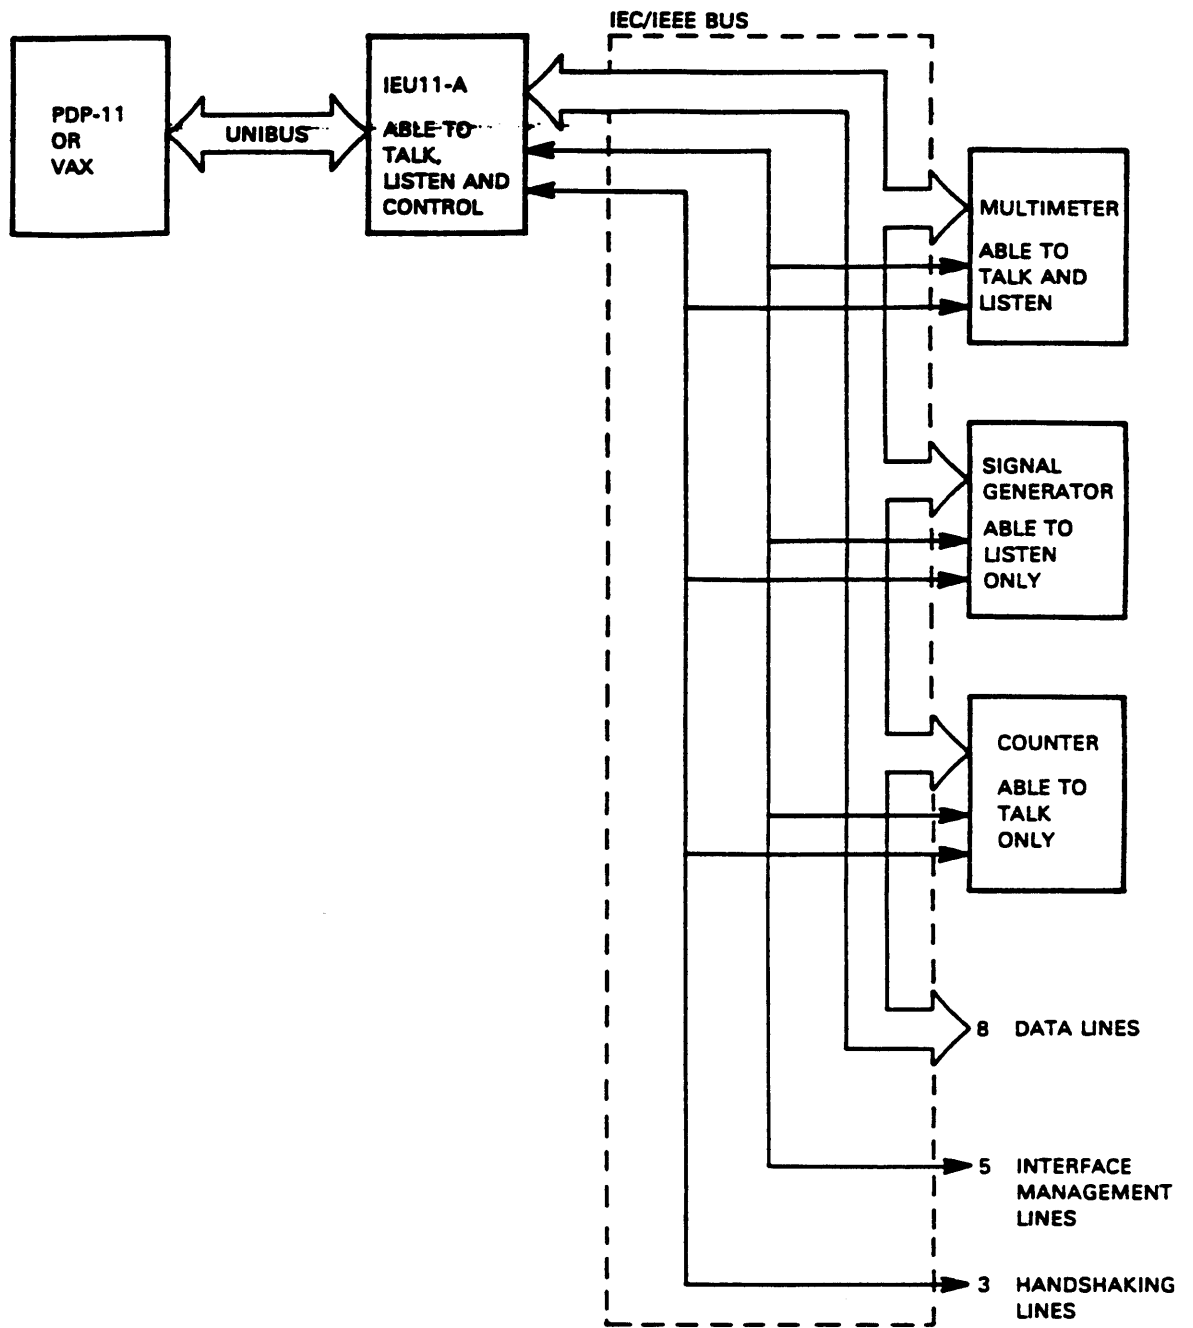 IEC/IEEE BUS
PDP-11
OR
VAX
UNIBUS
IEU11-A
ABLE TO
TALK,
LISTEN AND
CONTROL
MULTIMETER
ABLE TO
TALK AND
LISTEN
SIGNAL
GENERATOR
ABLE TO
LISTEN
ONLY
COUNTER
ABLE TO
TALK
ONLY
8 DATA LINES
5 INTERFACE
MANAGEMENT
LINES
3 HANDSHAKING
LINES